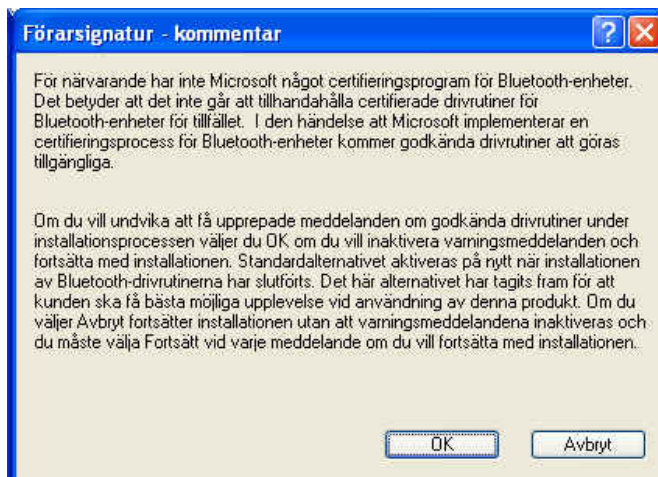 Förarsignatur - kommentar
För närvarande har inte Microsoft något certifieringsprogram för Bluetooth-enheter.
Det betyder att det inte går att tillhandahålla certifierade drivrutiner för
Bluetooth-enheter för tillfället. I den händelse att Microsoft implementerar en
certifieringsprocess för Bluetooth-enheter kommer godkända drivrutiner att göras
tillgängliga.
Om du vill undvika att få upprepade meddelanden om godkända drivrutiner under
installationsprocessen väljer du OK om du vill inaktivera varningsmeddelanden och
fortsätta med installationen. Standardalternativet aktiveras på nytt när installationen
av Bluetooth-drivrutinerna har slutförts. Det här alternativet har tagits fram för att
kunden ska få bästa möjliga upplevelse vid användning av denna produkt. Om du
väljer Avbryt fortsätter installationen utan att varningsmeddelandena inaktiveras och
du måste välja Fortsätt vid varje meddelande om du vill fortsätta med installationen.
OK Avbryt